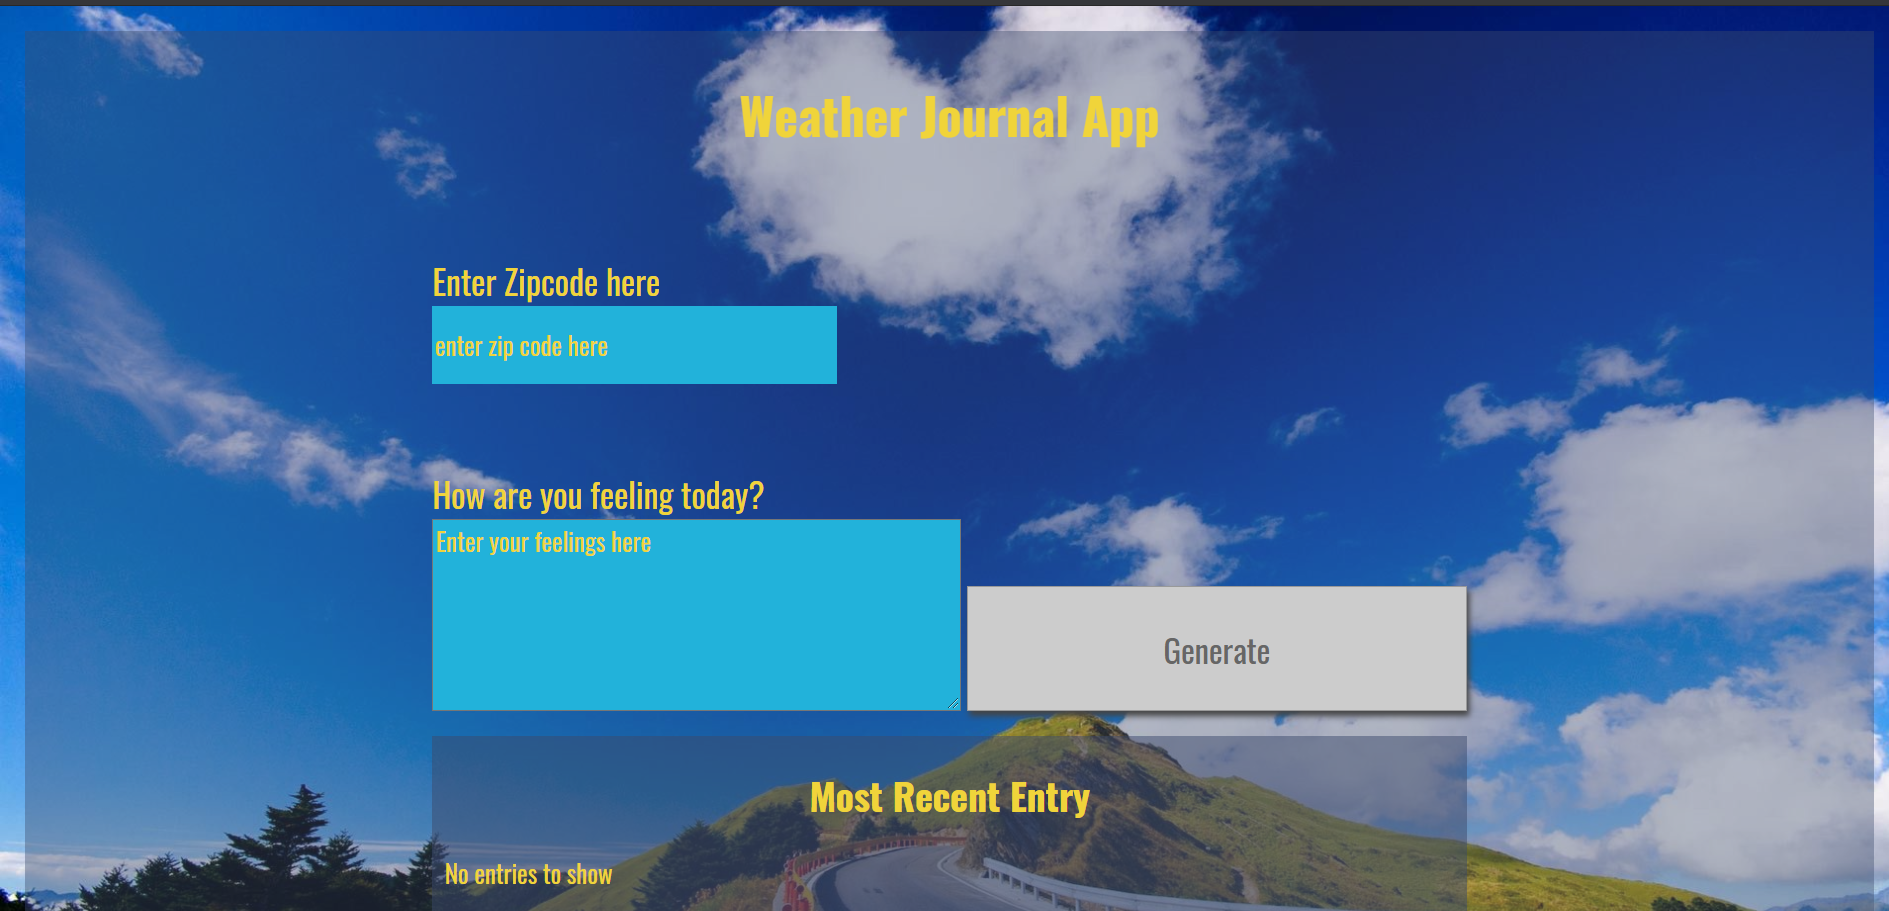 Weather Journal App
Enter Zipcode here
enter zip code here
How are you feeling today?
Enter your feelings here
Generate
Most Recent Entry
No entries to show